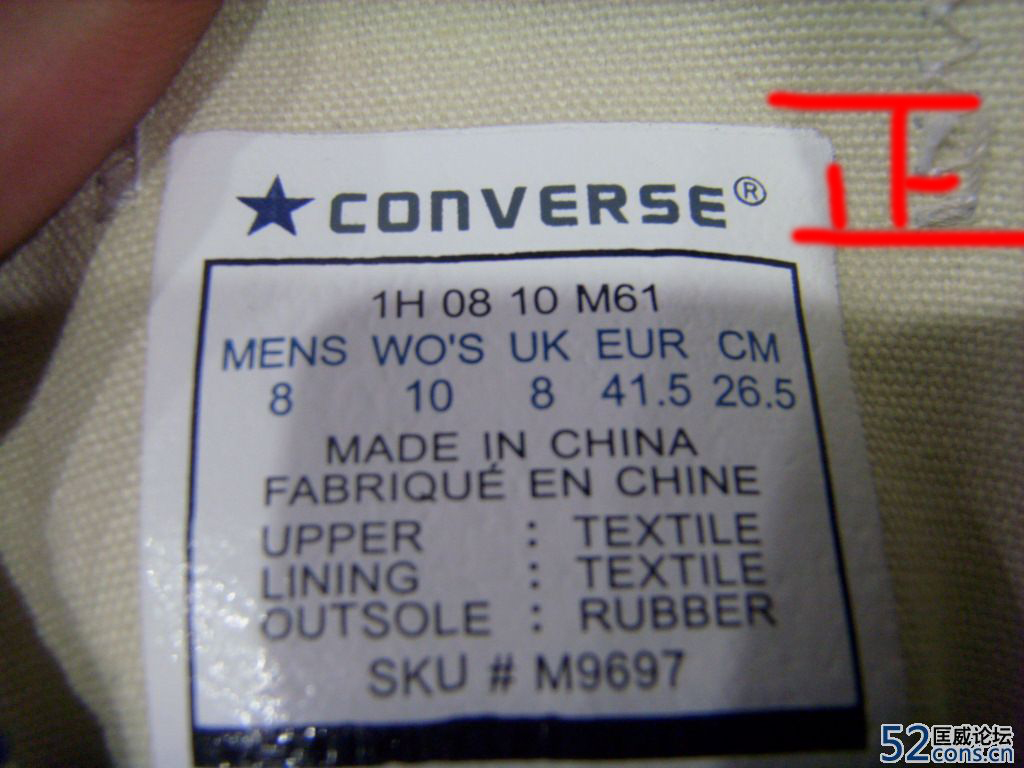 CONVERSE®
正
1H 08 10 M61
MENS WO'S UK EUR CM
8 10 8 41.5 26.5
MADE IN CHINA
FABRIQUÉ EN CHINE
UPPER : TEXTILE
LINING : TEXTILE
OUTSOLE : RUBBER
SKU # M9697
52匡威论坛
cons.cn